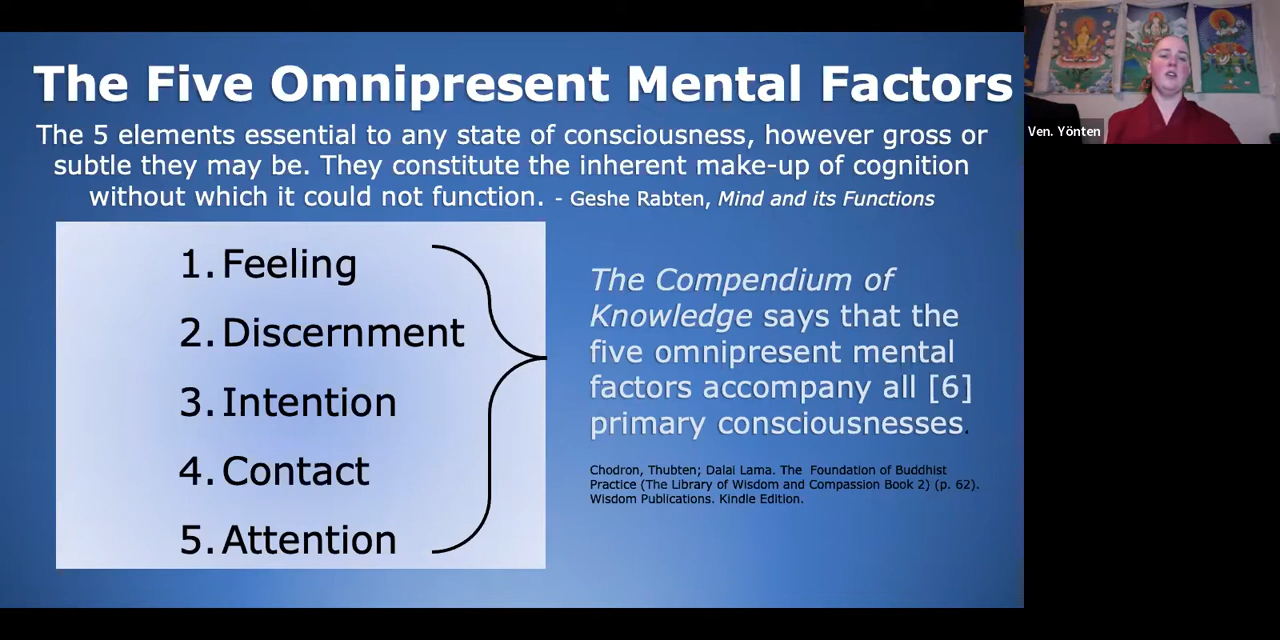 The Five Omnipresent Mental Factors
The 5 elements essential to any state of consciousness, however gross or
subtle they may be. They constitute the inherent make-up of cognition
without which it could not function. - Geshe Rabten, Mind and its Functions
1. Feeling
2. Discernment
3. Intention
4. Contact
5. Attention
The Compendium of
Knowledge says that the
five omnipresent mental
factors accompany all [6]
primary consciousnesses.
Chodron, Thubten; Dalai Lama. The Foundation of Buddhist
Practice (The Library of Wisdom and Compassion Book 2) (p. 62).
Wisdom Publications. Kindle Edition.
Ven. Yönten